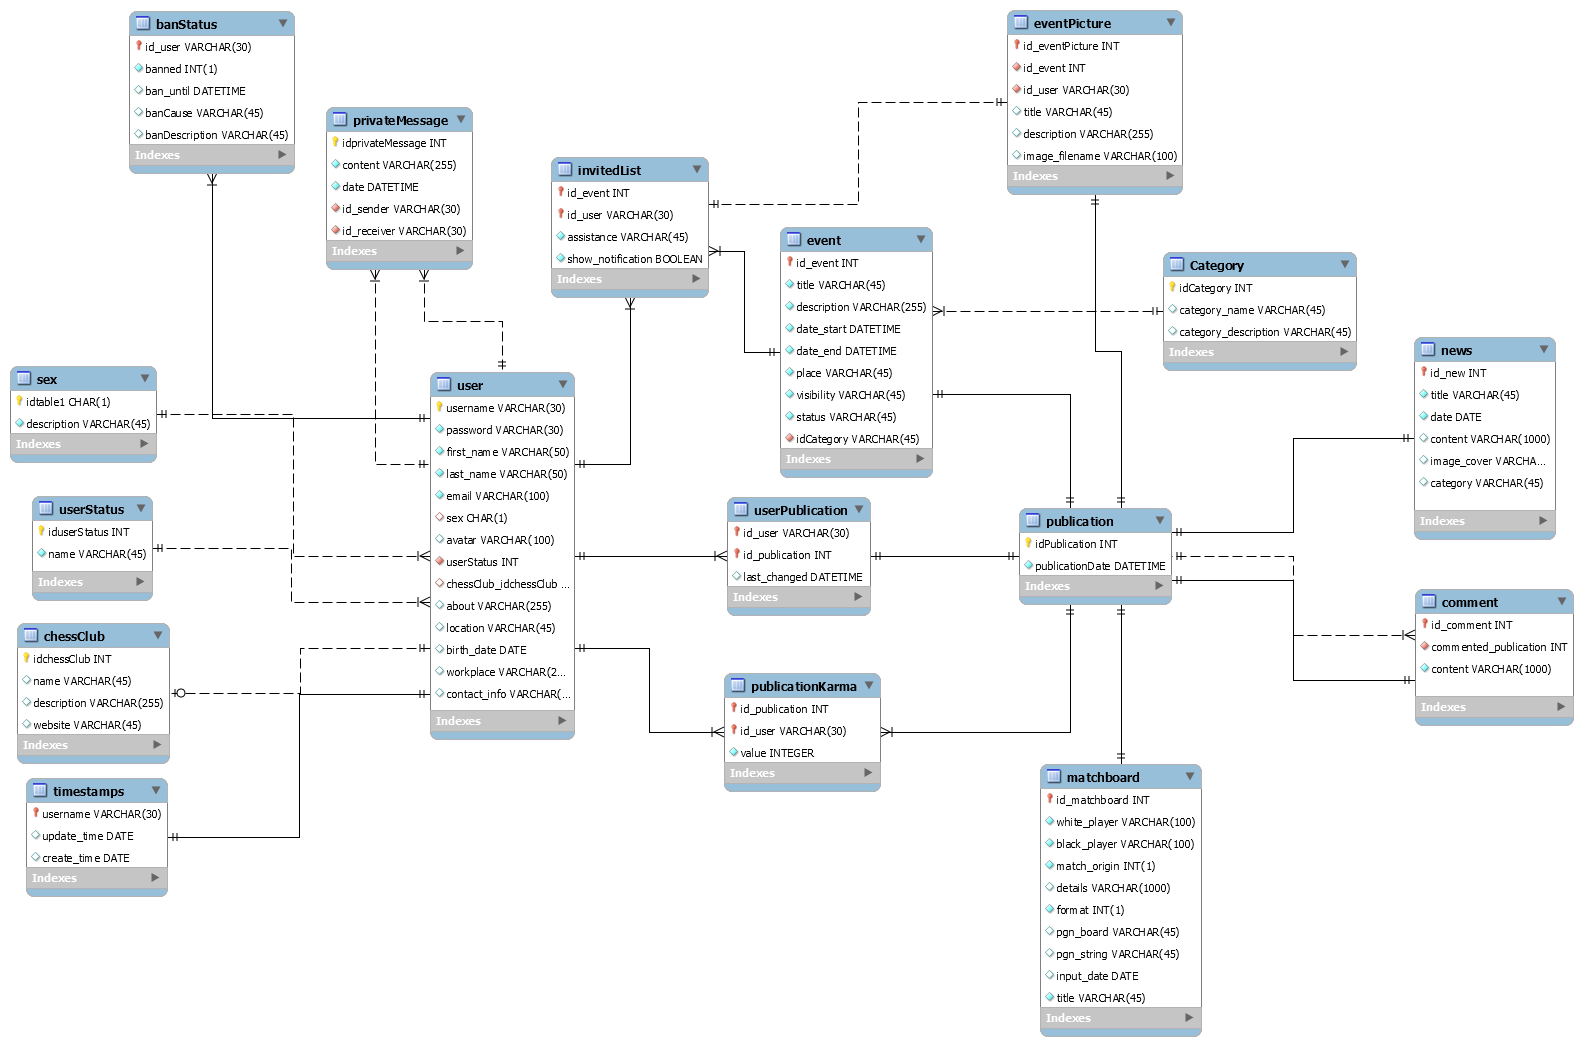 banStatus
id_user VARCHAR(30)
banned INT(1)
ban_until DATETIME
banCause VARCHAR(45)
banDescription VARCHAR(45)
Indexes
privateMessage
idprivateMessage INT
content VARCHAR(255)
date DATETIME
id_sender VARCHAR(30)
id_receiver VARCHAR(30)
Indexes
invitedList
id_event INT
id_user VARCHAR(30)
assistance VARCHAR(45)
show_notification BOOLEAN
Indexes
eventPicture
id_eventPicture INT
id_event INT
id_user VARCHAR(30)
title VARCHAR(45)
description VARCHAR(255)
image_filename VARCHAR(100)
Indexes
event
id_event INT
title VARCHAR(45)
description VARCHAR(255)
date_start DATETIME
date_end DATETIME
place VARCHAR(45)
visibility VARCHAR(45)
status VARCHAR(45)
idCategory VARCHAR(45)
Indexes
Category
idCategory INT
category_name VARCHAR(45)
category_description VARCHAR(45)
Indexes
news
id_new INT
title VARCHAR(45)
date DATE
content VARCHAR(1000)
image_cover VARCHA...
category VARCHAR(45)
Indexes
sex
idtable1 CHAR(1)
description VARCHAR(45)
Indexes
user
username VARCHAR(30)
password VARCHAR(30)
first_name VARCHAR(50)
last_name VARCHAR(50)
email VARCHAR(100)
sex CHAR(1)
avatar VARCHAR(100)
userStatus INT
chessClub_idchessClub ...
about VARCHAR(255)
location VARCHAR(45)
birth_date DATE
workplace VARCHAR(2...
contact_info VARCHAR(...
Indexes
userStatus
iduserStatus INT
name VARCHAR(45)
Indexes
userPublication
id_user VARCHAR(30)
id_publication INT
last_changed DATETIME
Indexes
publication
idPublication INT
publicationDate DATETIME
Indexes
comment
id_comment INT
commented_publication INT
content VARCHAR(1000)
Indexes
chessClub
idchessClub INT
name VARCHAR(45)
description VARCHAR(255)
website VARCHAR(45)
Indexes
publicationKarma
id_publication INT
id_user VARCHAR(30)
value INTEGER
Indexes
timestamps
username VARCHAR(30)
update_time DATE
create_time DATE
Indexes
matchboard
id_matchboard INT
white_player VARCHAR(100)
black_player VARCHAR(100)
match_origin INT(1)
details VARCHAR(1000)
format INT(1)
pgn_board VARCHAR(45)
pgn_string VARCHAR(45)
input_date DATE
title VARCHAR(45)
Indexes